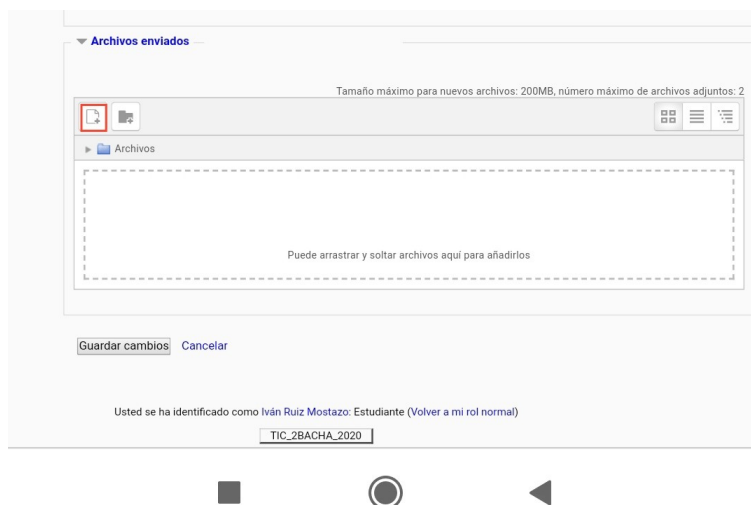 Archivos enviados
Tamaño máximo para nuevos archivos: 200MB, número máximo de archivos adjuntos: 2
Archivos
Puede arrastrar y soltar archivos aquí para añadirlos
Guardar cambios Cancelar
Usted se ha identificado como Iván Ruiz Mostazo: Estudiante (Volver a mi rol normal)
TIC_2BACHA_2020